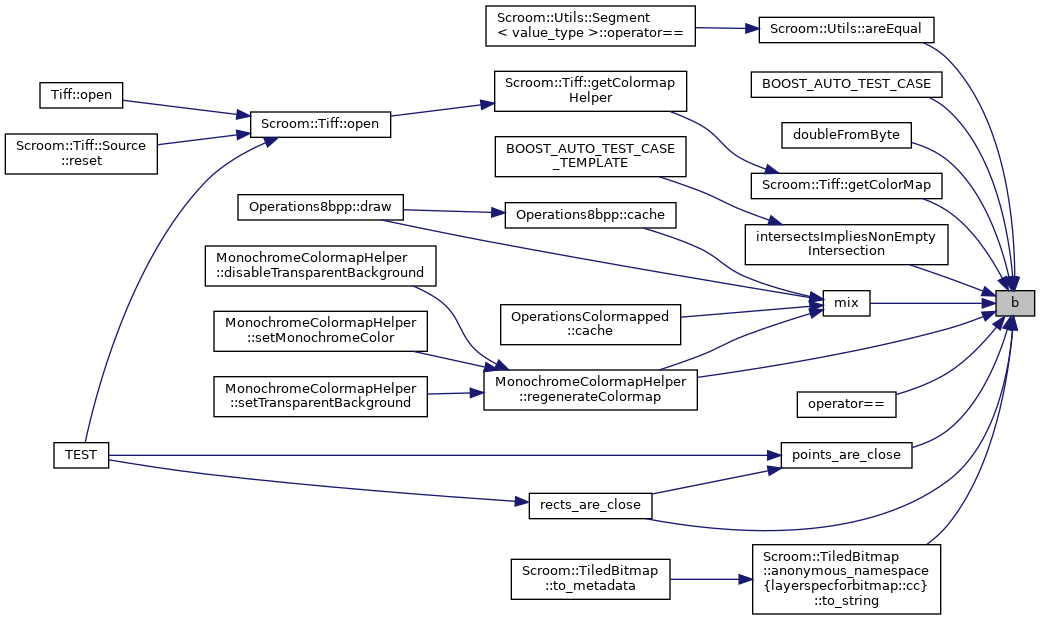 Scroom::Utils::Segment
< value_type >::operator==
Scroom::Utils::areEqual
Scroom::Tiff::getColormap
Helper
BOOST_AUTO_TEST_CASE
Tiff::open
Scroom::Tiff::open
doubleFromByte
Scroom::Tiff::Source
::reset
BOOST_AUTO_TEST_CASE
_TEMPLATE
Scroom::Tiff::getColorMap
Operations8bpp::draw
Operations8bpp::cache
intersectsImpliesNonEmpty
Intersection
MonochromeColormapHelper
::disableTransparentBackground
mix
b
MonochromeColormapHelper
::setMonochromeColor
OperationsColormapped
::cache
MonochromeColormapHelper
::setTransparentBackground
MonochromeColormapHelper
::regenerateColormap
operator==
TEST
points_are_close
rects_are_close
Scroom::TiledBitmap
::to_metadata
Scroom::TiledBitmap
::anonymous_namespace
{layerspecforbitmap::cc}
::to_string